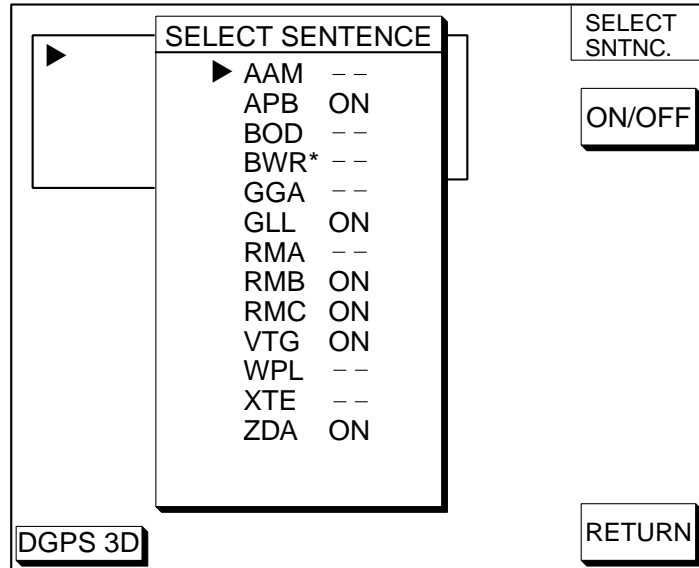 SELECT SENTENCE
▶ AAM – –
APB ON
BOD – –
BWR* – –
GGA – –
GLL ON
RMA – –
RMB ON
RMC ON
VTG ON
WPL – –
XTE – –
ZDA ON
SELECT
SNTNC.
ON/OFF
RETURN
DGPS 3D